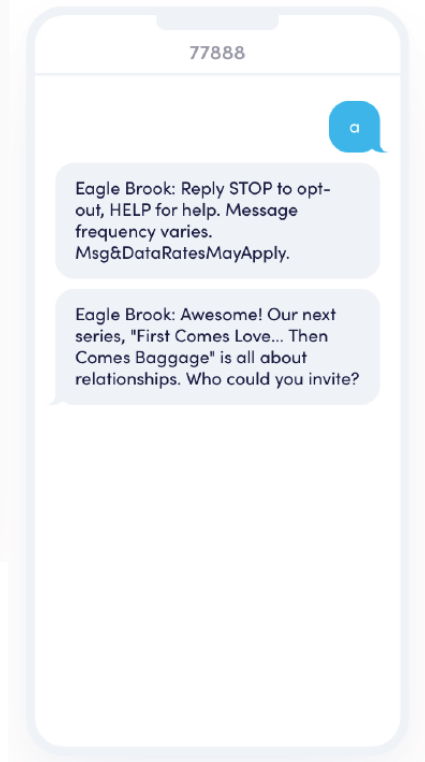 77888
a
Eagle Brook: Reply STOP to opt-
out, HELP for help. Message
frequency varies.
Msg&DataRatesMayApply.
Eagle Brook: Awesome! Our next
series, "First Comes Love... Then
Comes Baggage" is all about
relationships. Who could you invite?